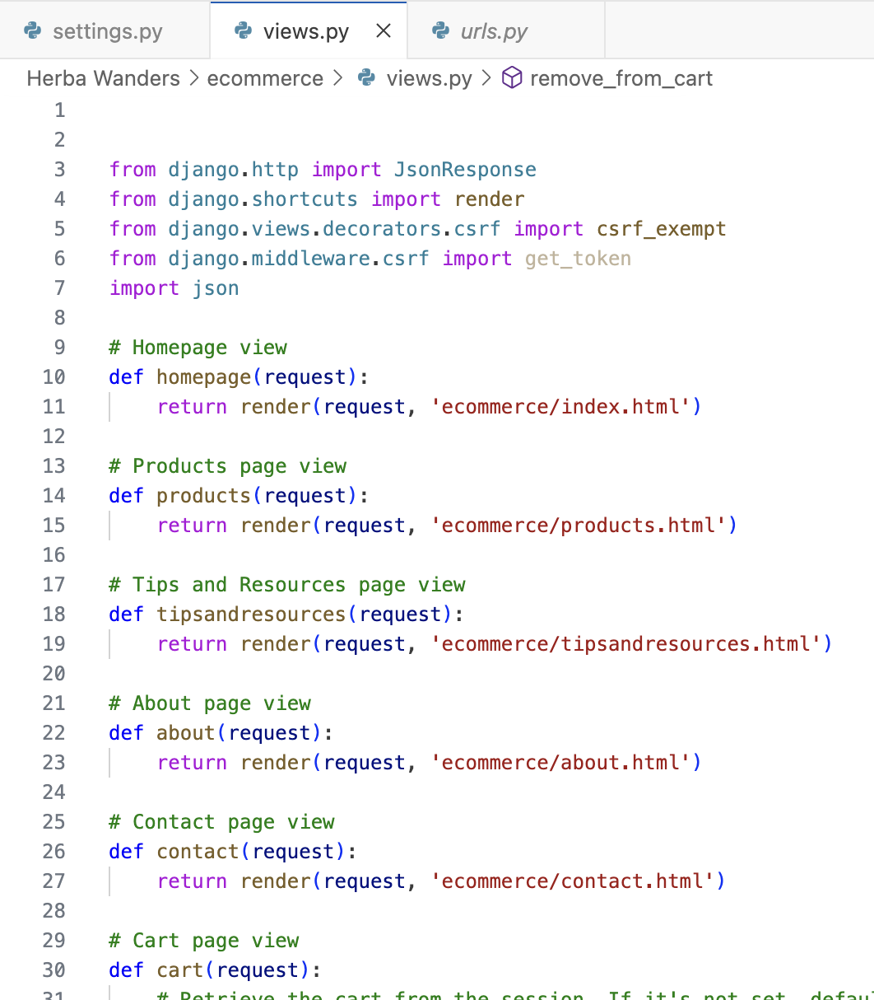 settings.py views.py urls.py
Herba Wanders > ecommerce > views.py > remove_from_cart
1
2
3 from django.http import JsonResponse
4 from django.shortcuts import render
5 from django.views.decorators.csrf import csrf_exempt
6 from django.middleware.csrf import get_token
7 import json
8
9 # Homepage view
10 def homepage(request):
11     return render(request, 'ecommerce/index.html')
12
13 # Products page view
14 def products(request):
15     return render(request, 'ecommerce/products.html')
16
17 # Tips and Resources page view
18 def tipsandresources(request):
19     return render(request, 'ecommerce/tipsandresources.html')
20
21 # About page view
22 def about(request):
23     return render(request, 'ecommerce/about.html')
24
25 # Contact page view
26 def contact(request):
27     return render(request, 'ecommerce/contact.html')
28
29 # Cart page view
30 def cart(request):
31     # Retrieve the cart from the session. If it's not set, defau